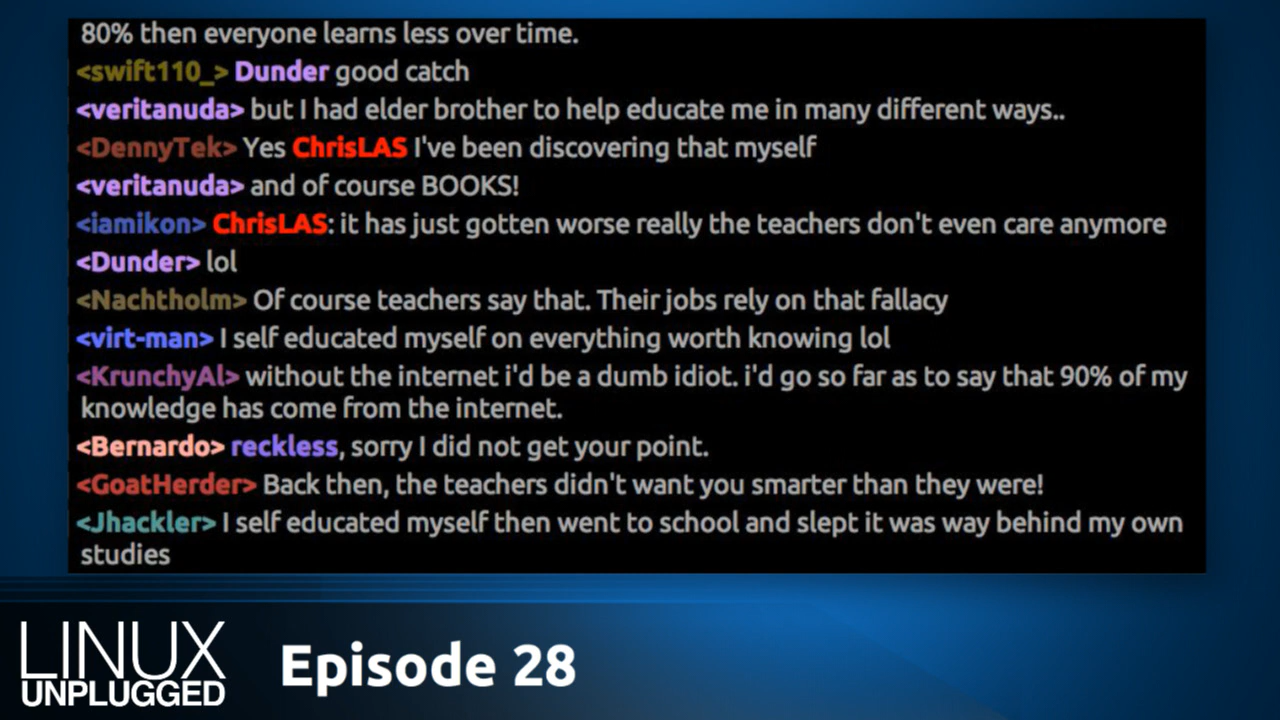 80% then everyone learns less over time.
<swift110_> Dunder good catch
<veritanuda> but I had elder brother to help educate me in many different ways..
<DennyTek> Yes ChrisLAS I've been discovering that myself
<veritanuda> and of course BOOKS!
<iamikon> ChrisLAS: it has just gotten worse really the teachers don't even care anymore
<Dunder> lol
<Nachtholm> Of course teachers say that. Their jobs rely on that fallacy
<virt-man> I self educated myself on everything worth knowing lol
<KrunchyAl> without the internet i'd be a dumb idiot. i'd go so far as to say that 90% of my
knowledge has come from the internet.
<Bernardo> reckless, sorry I did not get your point.
<GoatHerder> Back then, the teachers didn't want you smarter than they were!
<Jhackler> I self educated myself then went to school and slept it was way behind my own
studies
LINUX
UNPLUGGED
Episode 28